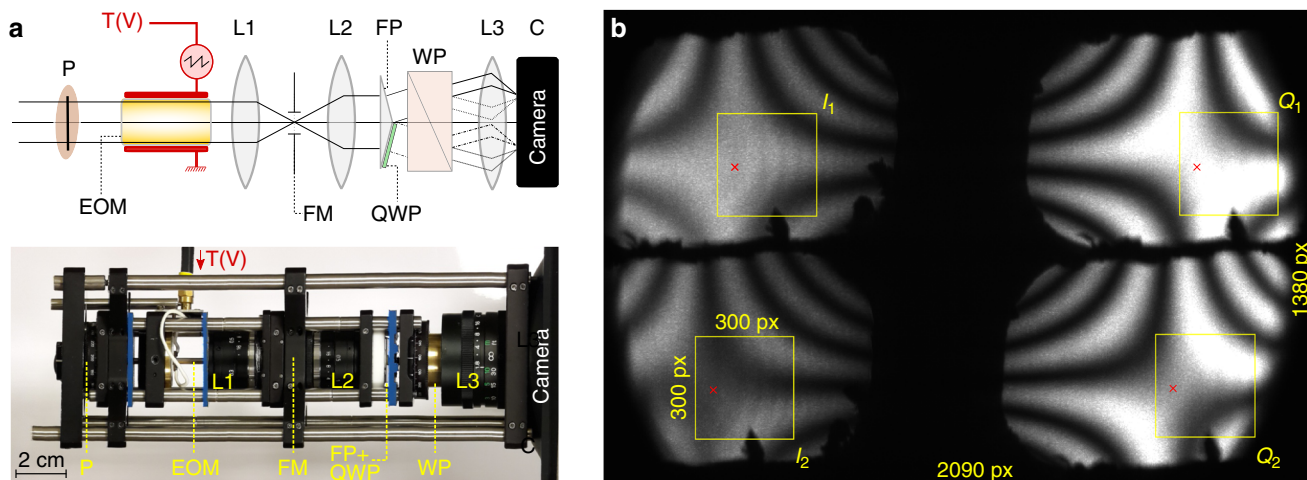 a
T(V)
L1
L2
FP
WP
L3
C
P
Camera
EOM
FM
QWP
T(V)
L1
L2
L3
Camera
2 cm
P
EOM
FM
FP+
QWP
WP
b
I1
Q1
300 px
300 px
1380 px
I2
Q2
2090 px